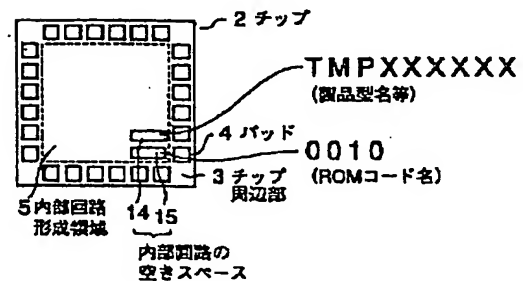 2 チップ
TMPXXXXXX
(製品型名等)
4 パッド
0010
(ROMコード名)
3 チップ
周辺部
5 内部回路
形成領域
14 15
内部回路の
空きスペース